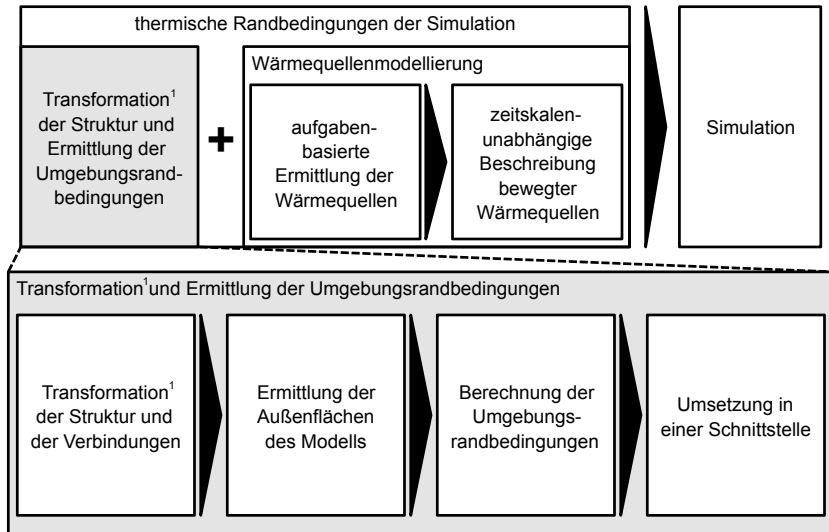 thermische Randbedingungen der Simulation
Transformation¹
der Struktur und
Ermittlung der
Umgebungsrand-
bedingungen
+
Wärmequellenmodellierung
aufgaben-
basierte
Ermittlung der
Wärmequellen
zeitskalen-
unabhängige
Beschreibung
bewegter
Wärmequellen
Simulation
Transformation¹und Ermittlung der Umgebungsrandbedingungen
Transformation¹
der Struktur und
der Verbindungen
Ermittlung der
Außenflächen
des Modells
Berechnung der
Umgebungs-
randbedingungen
Umsetzung in
einer Schnittstelle